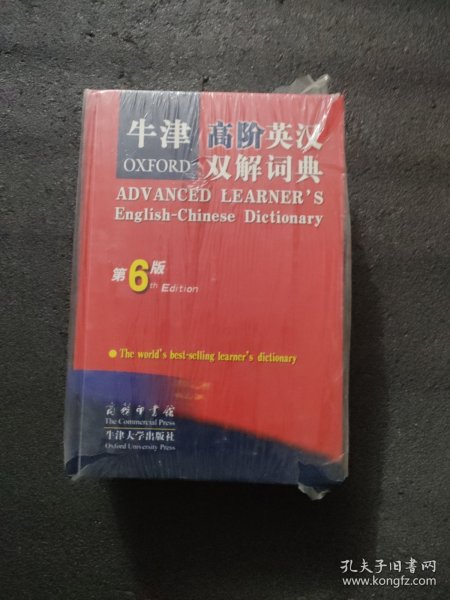 牛津 高阶英汉
OXFORD 双解词典
ADVANCED LEARNER'S
English-Chinese Dictionary
第6版
th Edition
The world's best-selling learner's dictionary
商务印书馆
The Commercial Press
牛津大学出版社
Oxford University Press
孔夫子旧书网
www.kongfz.com